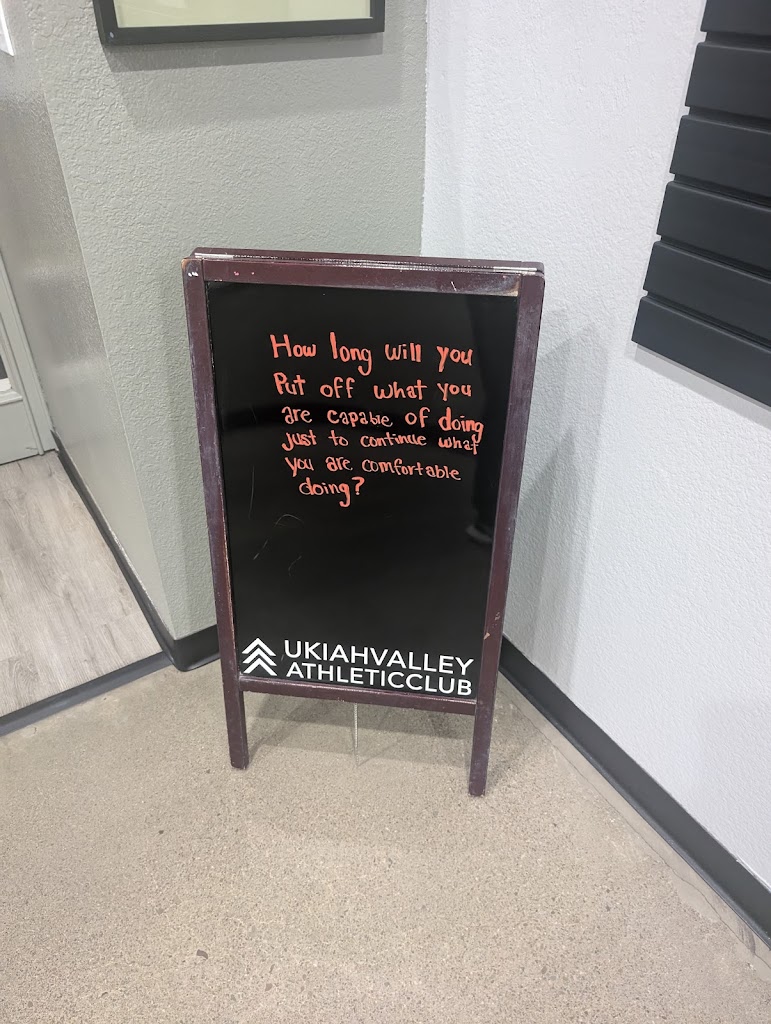 How long will you
Put off what you
are capable of doing
just to continue what
you are comfortable
doing?
UKIAHVALLEY
ATHLETICCLUB